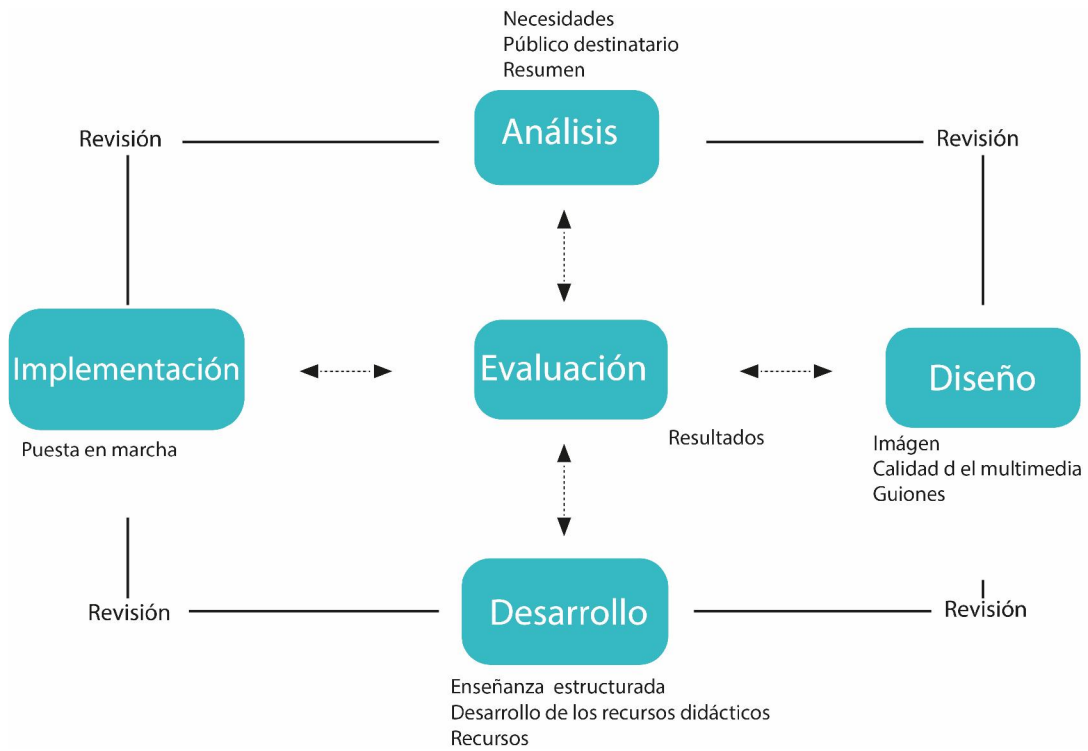 Necesidades
Público destinatario
Resumen
Análisis
Revisión
Revisión
Implementación
Puesta en marcha
Evaluación
Resultados
Diseño
Imágen
Calidad d el multimedia
Guiones
Revisión
Desarrollo
Revisión
Enseñanza estructurada
Desarrollo de los recursos didácticos
Recursos